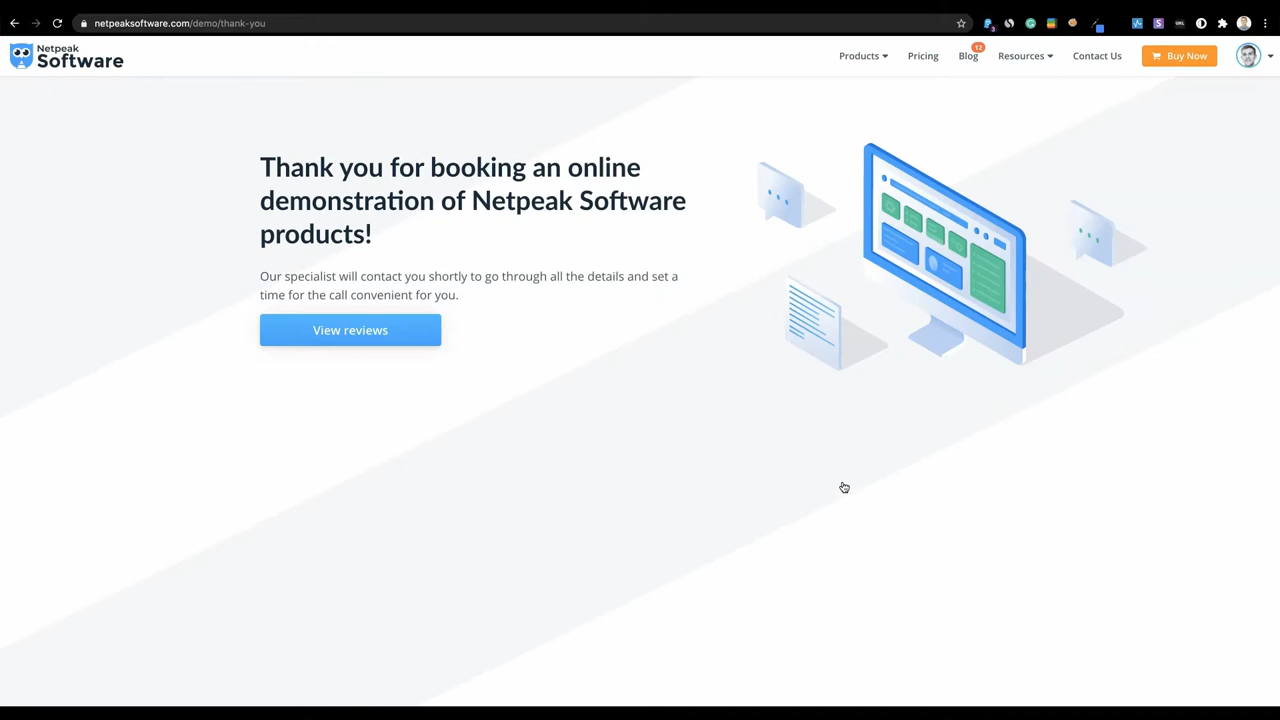 netpeaksoftware.com/demo/thank-you
Netpeak
Software
Products
Pricing
Blog
12
Resources
Contact Us
Buy Now
Thank you for booking an online
demonstration of Netpeak Software
products!
Our specialist will contact you shortly to go through all the details and set a
time for the call convenient for you.
View reviews